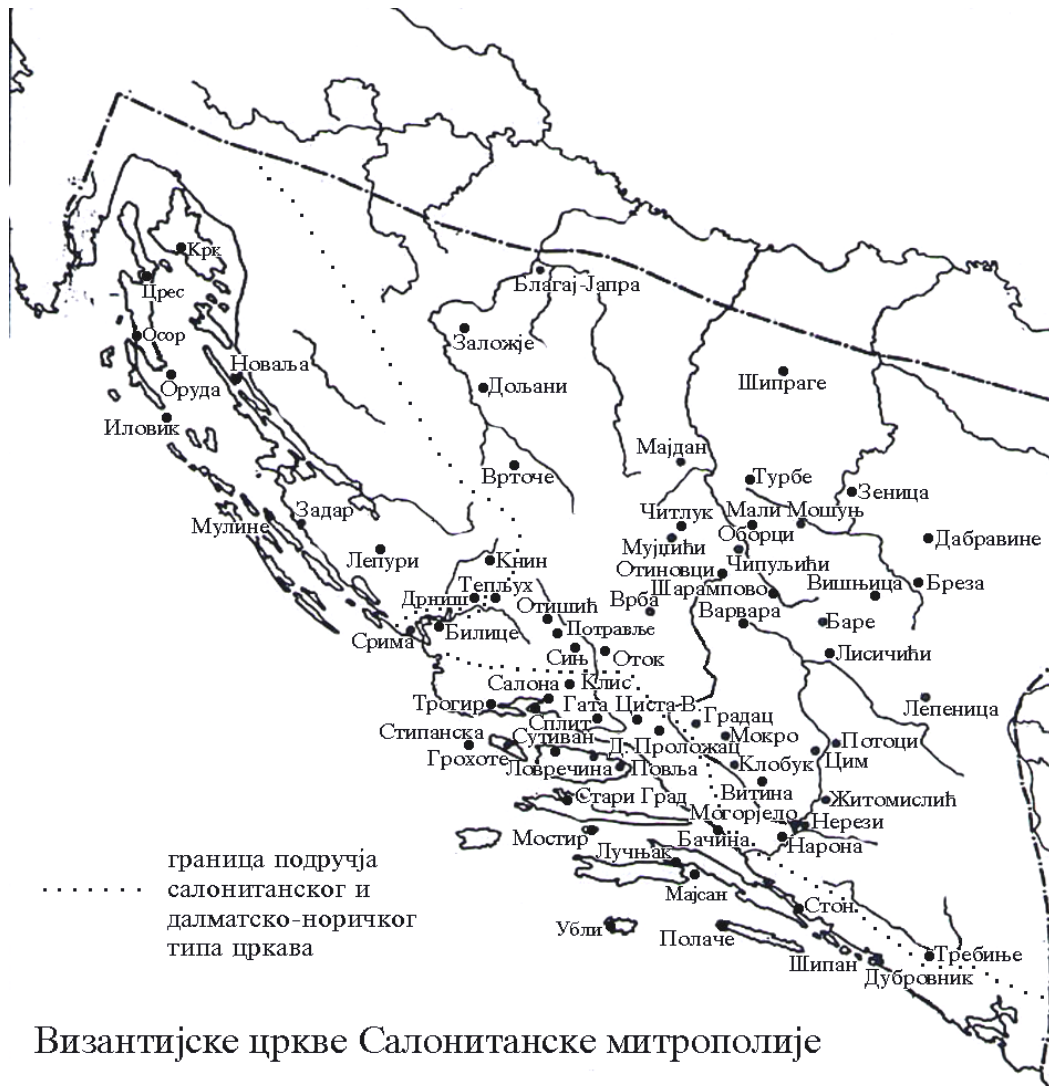 Крк
Црес
Благај-Јапра
Осор
Заложје
Новаља
Оруда
Дољани
Шипраге
Иловик
Мајдан
Врточе
Турбе
Зеница
Задар
Мулине
Читлук
Мали Мошуњ
Оборци
Дабравине
Мујџићи
Лепури
Книн
Отиновци
Чипуљићи
Тепљух
Шарампово
Вишњица
Бреза
Дрниш
Врба
Отишић
Варвара
Баре
Срима
Билице
Потравље
Сињ
Оток
Лисичићи
Салона
Клис
Трогир
Гата
Циста-В.
Лепеница
Сплит
Градац
Стипанска
Сутиван
Мокро
Потоци
Грохоте
Д. Проложац
Цим
Ловречина
Повља
Клобук
Витина
Стари Град
Житомислић
Могорјело
Нерези
Мостир
Бачина
Нарона
Лучњак
Мајсан
Стон
Убли
Полаче
Требиње
Шипан
Дубровник
граница подручја
салонитанског и
далматско-норичког
типа цркава
Византијске цркве Салонитанске митрополије